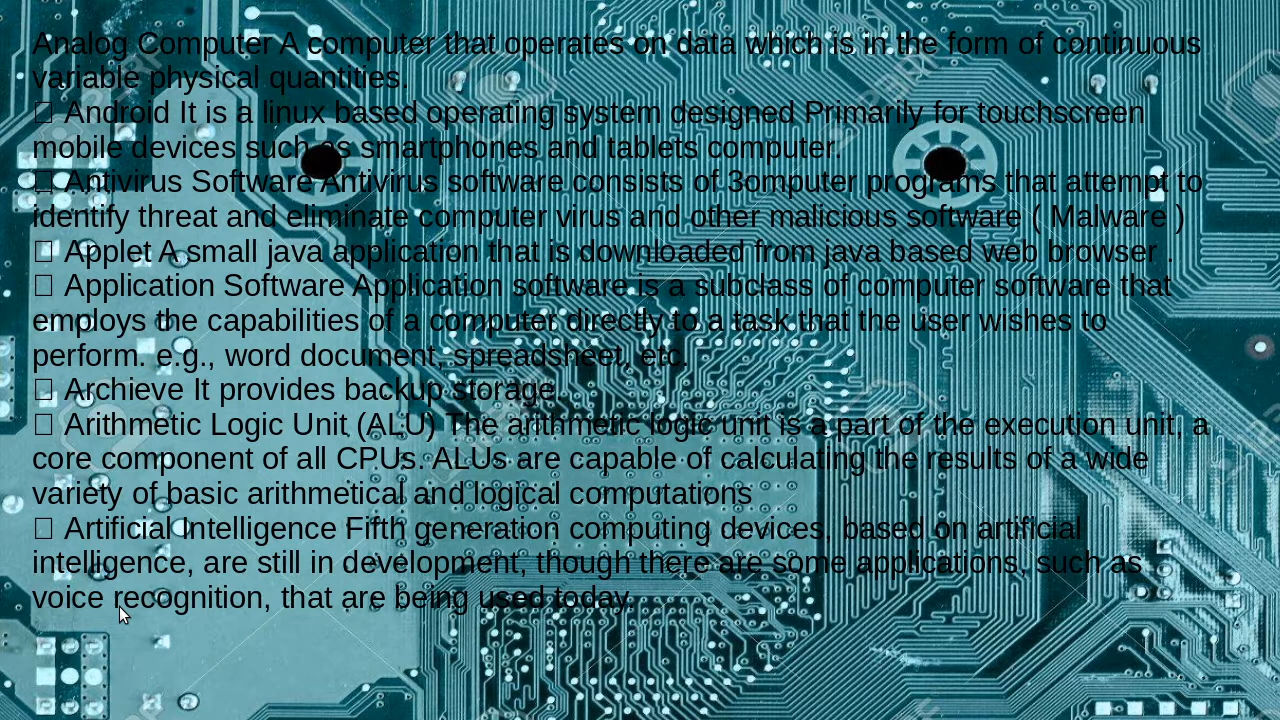 Analog Computer A computer that operates on data which is in the form of continuous
variable physical quantities.
 Android It is a linux based operating system designed Primarily for touchscreen
mobile devices such as smartphones and tablets computer.
 Antivirus Software Antivirus software consists of 3omputer programs that attempt to
identify threat and eliminate computer virus and other malicious software ( Malware )
 Applet A small java application that is downloaded from java based web browser .
 Application Software Application software is a subclass of computer software that
employs the capabilities of a computer directly to a task that the user wishes to
perform. e.g., word document, spreadsheet, etc.
 Archieve It provides backup storage.
 Arithmetic Logic Unit (ALU) The arithmetic logic unit is a part of the execution unit, a
core component of all CPUs. ALUs are capable of calculating the results of a wide
variety of basic arithmetical and logical computations
 Artificial Intelligence Fifth generation computing devices, based on artificial
intelligence, are still in development, though there are some applications, such as
voice recognition, that are being used today.